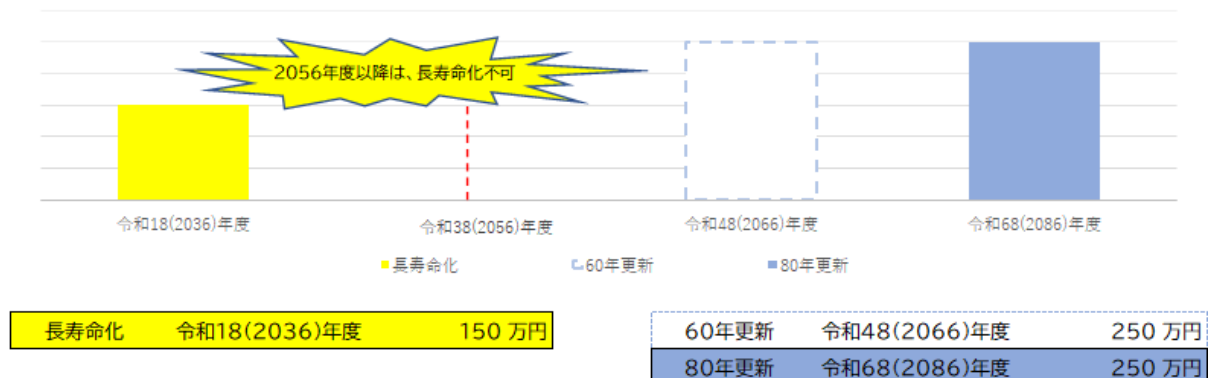 2056年度以降は、長寿命化不可
令和18(2036)年度
令和38(2056)年度
令和48(2066)年度
令和68(2086)年度
長寿命化
60年更新
80年更新
長寿命化 令和18(2036)年度 150 万円
60年更新 令和48(2066)年度 250 万円
80年更新 令和68(2086)年度 250 万円